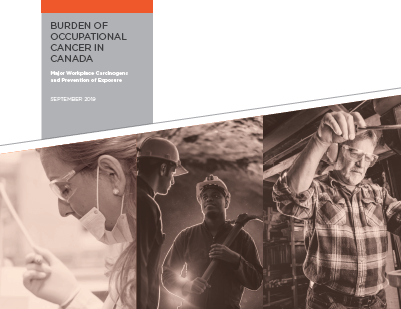 BURDEN OF
OCCUPATIONAL
CANCER IN
CANADA
Major Workplace Carcinogens
and Prevention of Exposure
SEPTEMBER 2019